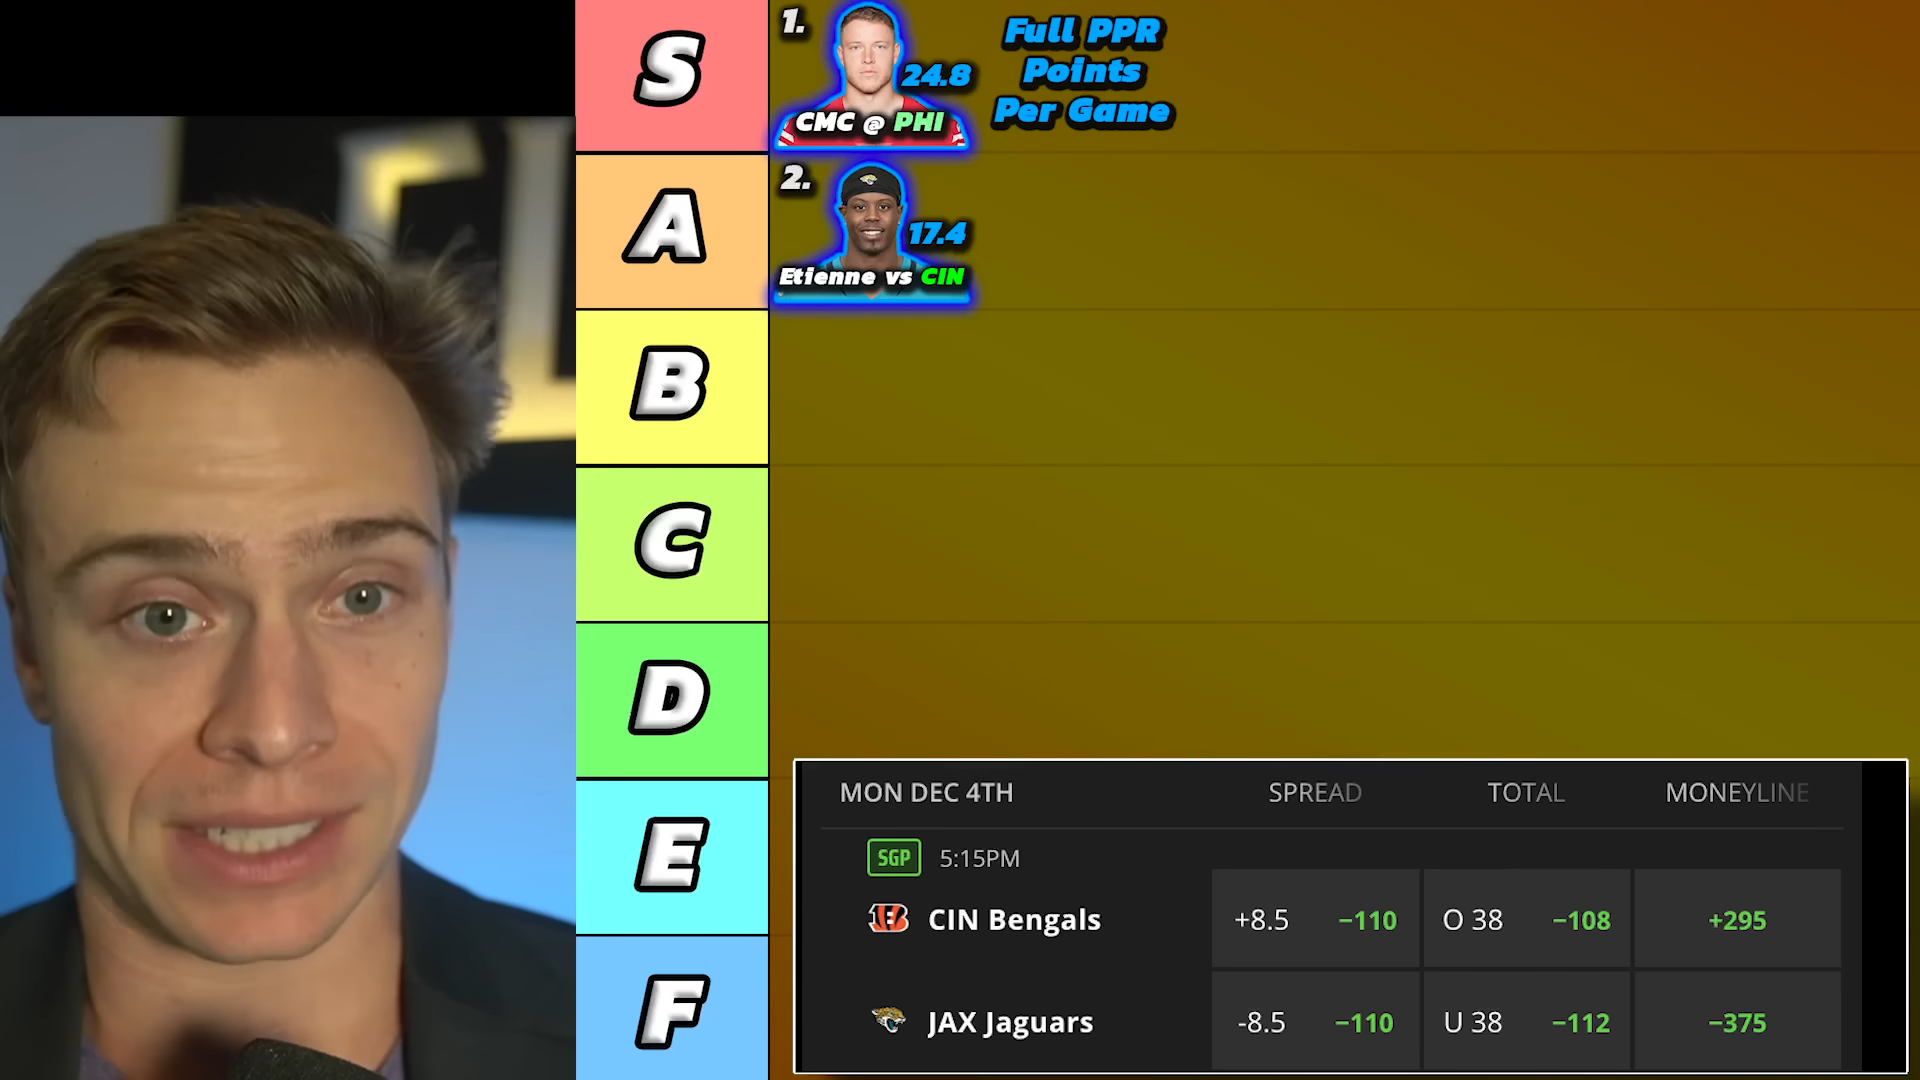 S
1.
24.8
CMC @ PHI
Full PPR
Points
Per Game
A
2.
17.4
Etienne vs CIN
B
C
D
E
F
MON DEC 4TH SPREAD TOTAL MONEYLINE
SGP 5:15PM
CIN Bengals +8.5 −110 O 38 −108 +295
JAX Jaguars -8.5 −110 U 38 −112 −375